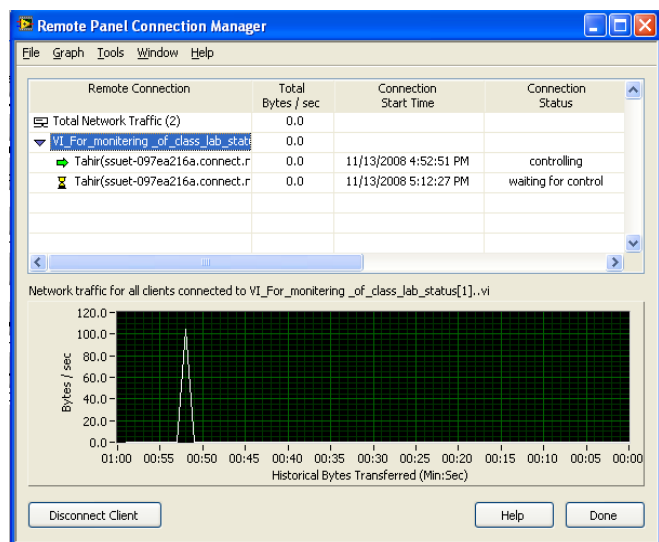 Remote Panel Connection Manager
File Graph Tools Window Help
Remote Connection Total Bytes / sec Connection Start Time Connection Status
Total Network Traffic (2) 0.0
VI_For_monitering _of_class_lab_stat 0.0
Tahir(ssuet-097ea216a.connect.r 0.0 11/13/2008 4:52:51 PM controlling
Tahir(ssuet-097ea216a.connect.r 0.0 11/13/2008 5:12:27 PM waiting for control
Network traffic for all clients connected to VI_For_monitering _of_class_lab_status[1]..vi
120.0
100.0
80.0
60.0
40.0
20.0
0.0
Bytes / sec
01:00 00:55 00:50 00:45 00:40 00:35 00:30 00:25 00:20 00:15 00:10 00:05 00:00
Historical Bytes Transferred (Min:Sec)
Disconnect Client Help Done